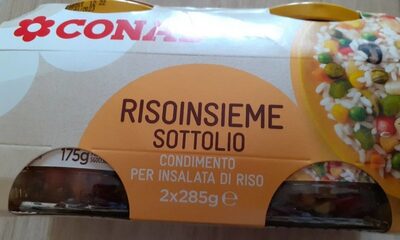 CONA
RISOINSIEME
SOTTOLIO
175g
CONDIMENTO
PER INSALATA DI RISO
2x285g e